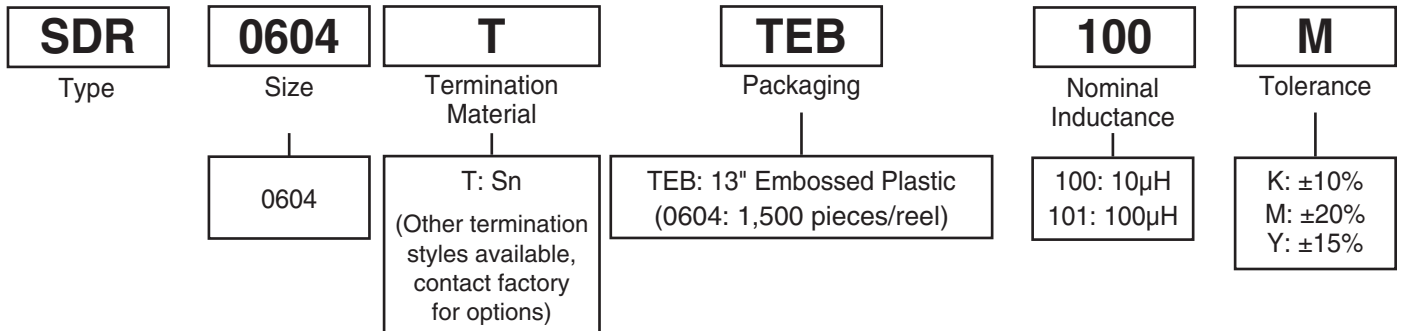 SDR 0604 T TEB 100 M
Type Size Termination Material Packaging Nominal Inductance Tolerance
0604
T: Sn
(Other termination
styles available,
contact factory
for options)
TEB: 13" Embossed Plastic
(0604: 1,500 pieces/reel)
100: 10µH
101: 100µH
K: ±10%
M: ±20%
Y: ±15%